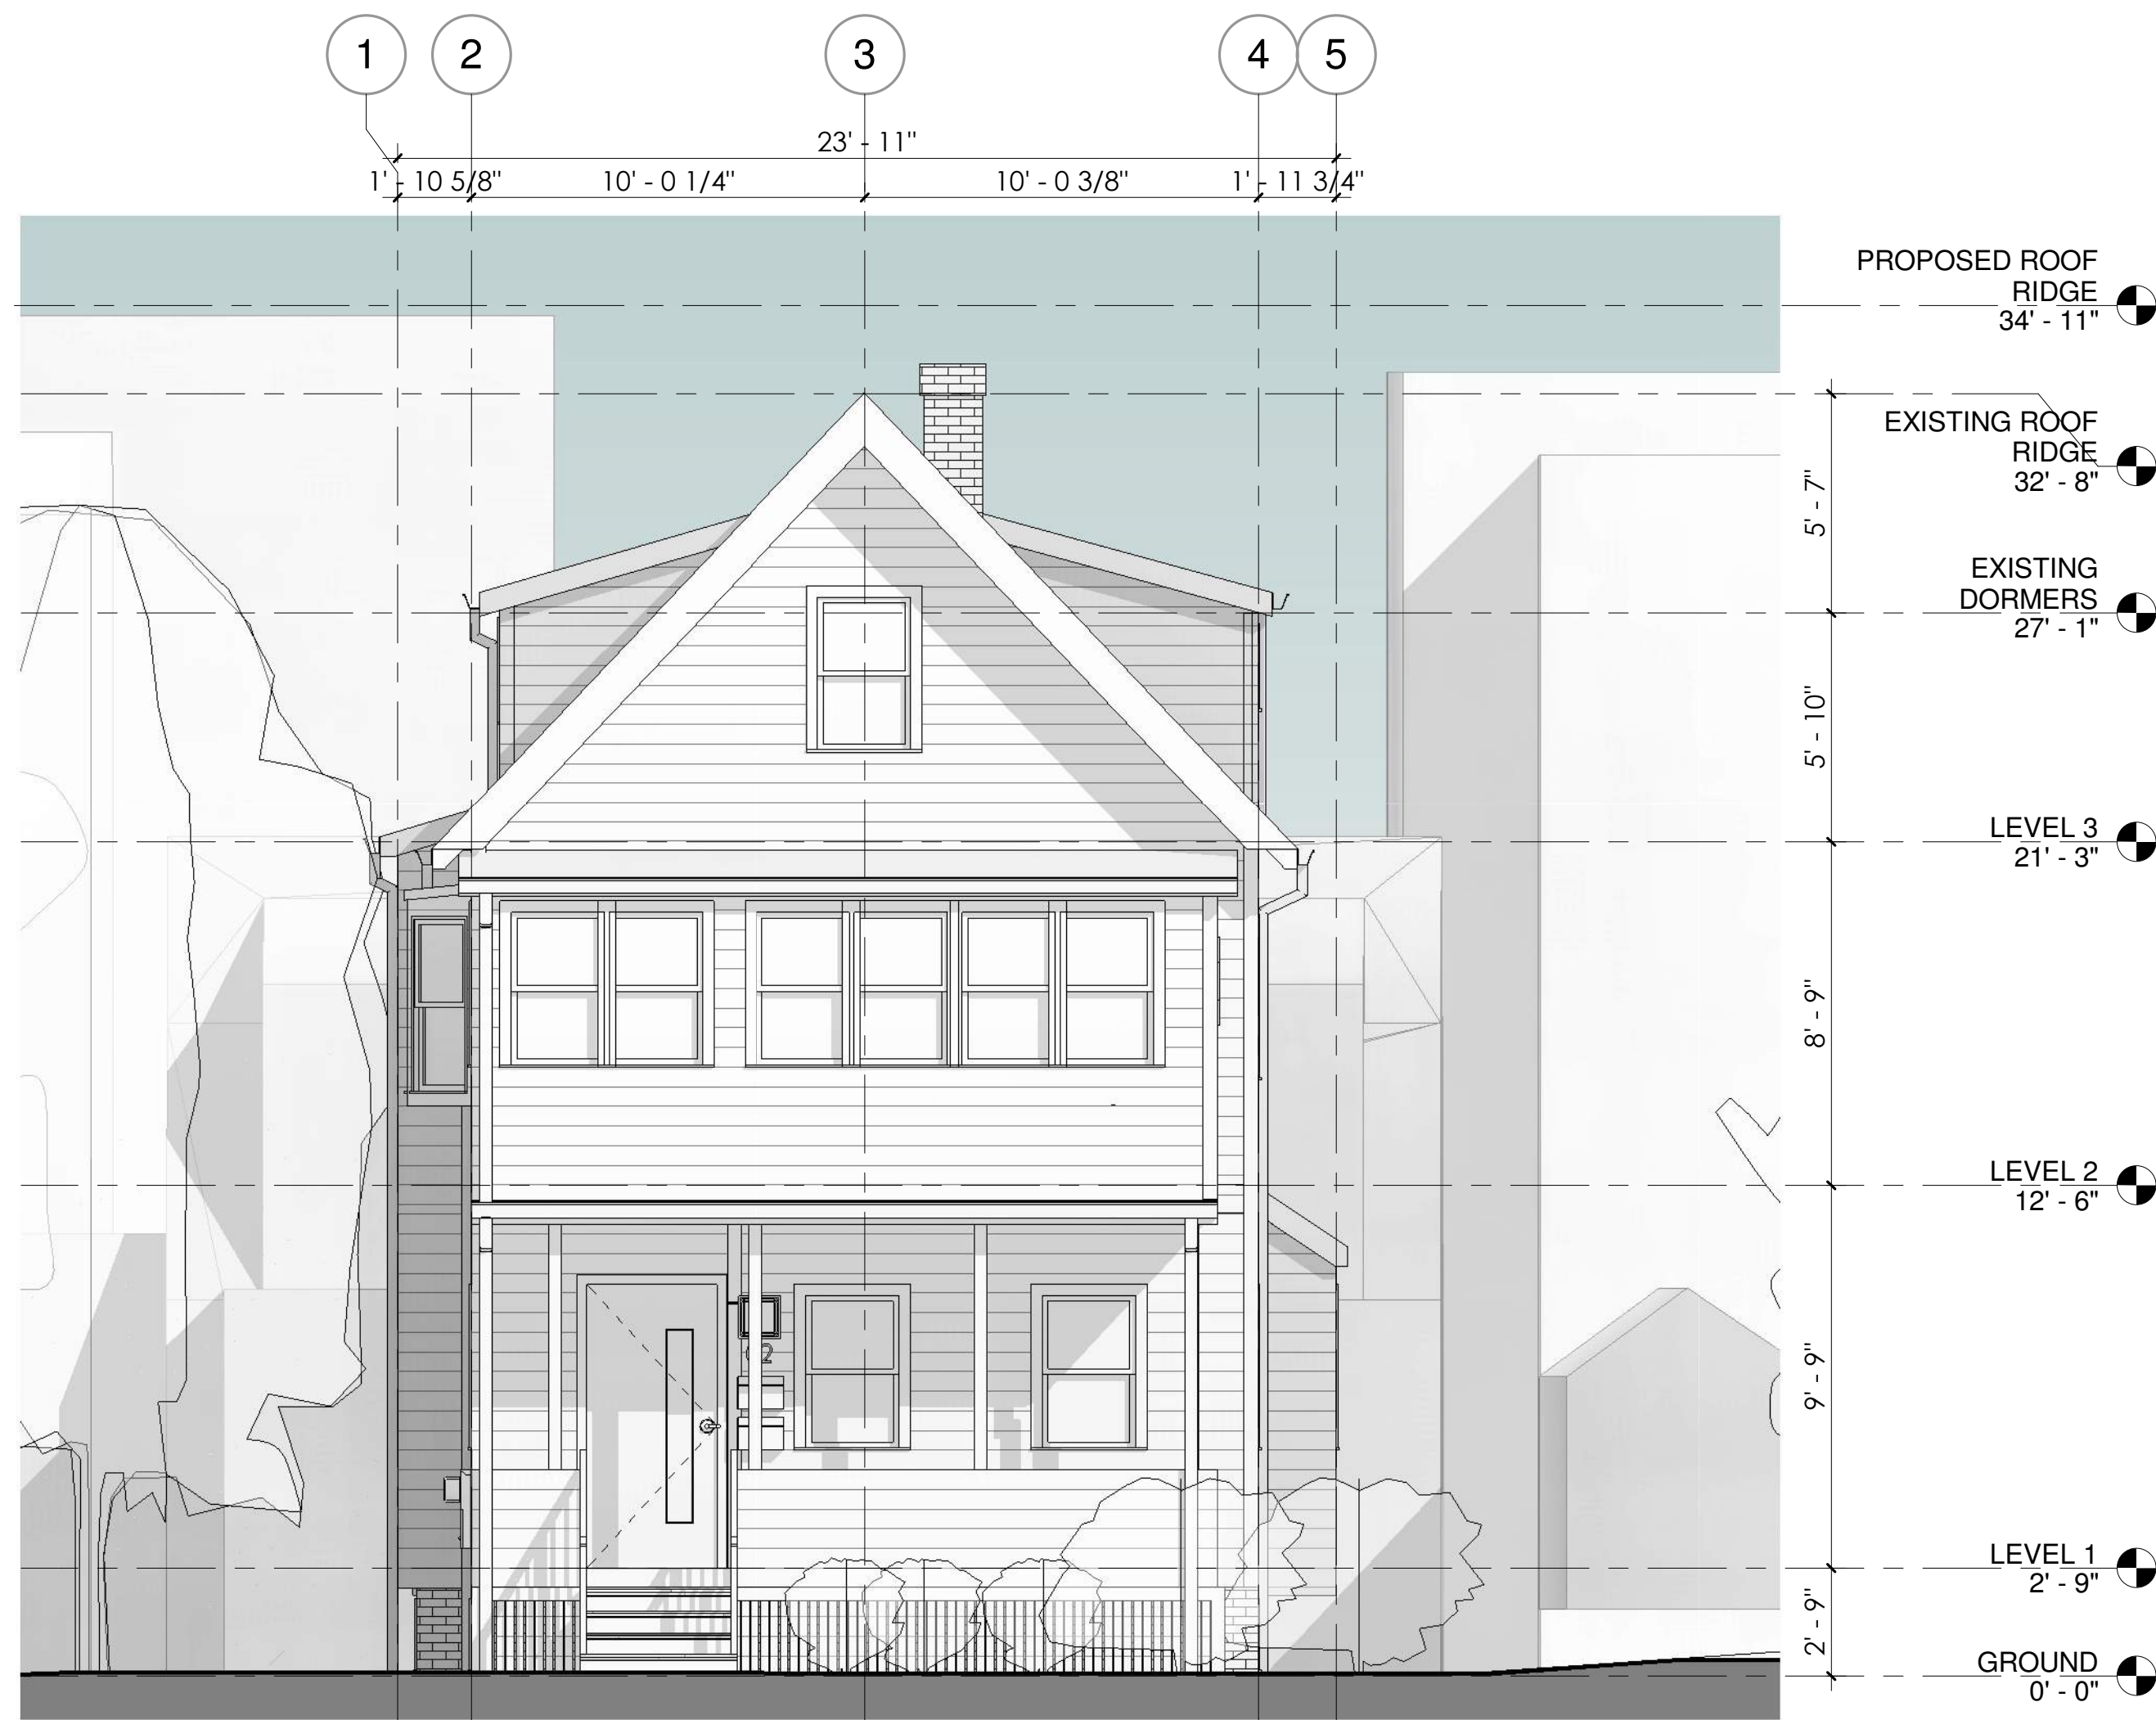 1 2 3 4 5
23' - 11"
1' - 10 5/8" 10' - 0 1/4" 10' - 0 3/8" 1' - 11 3/4"
PROPOSED ROOF
RIDGE
34' - 11"
EXISTING ROOF
RIDGE
32' - 8"
5' - 7"
EXISTING
DORMERS
27' - 1"
5' - 10"
LEVEL 3
21' - 3"
8' - 9"
LEVEL 2
12' - 6"
9' - 9"
LEVEL 1
2' - 9"
2' - 9"
GROUND
0' - 0"